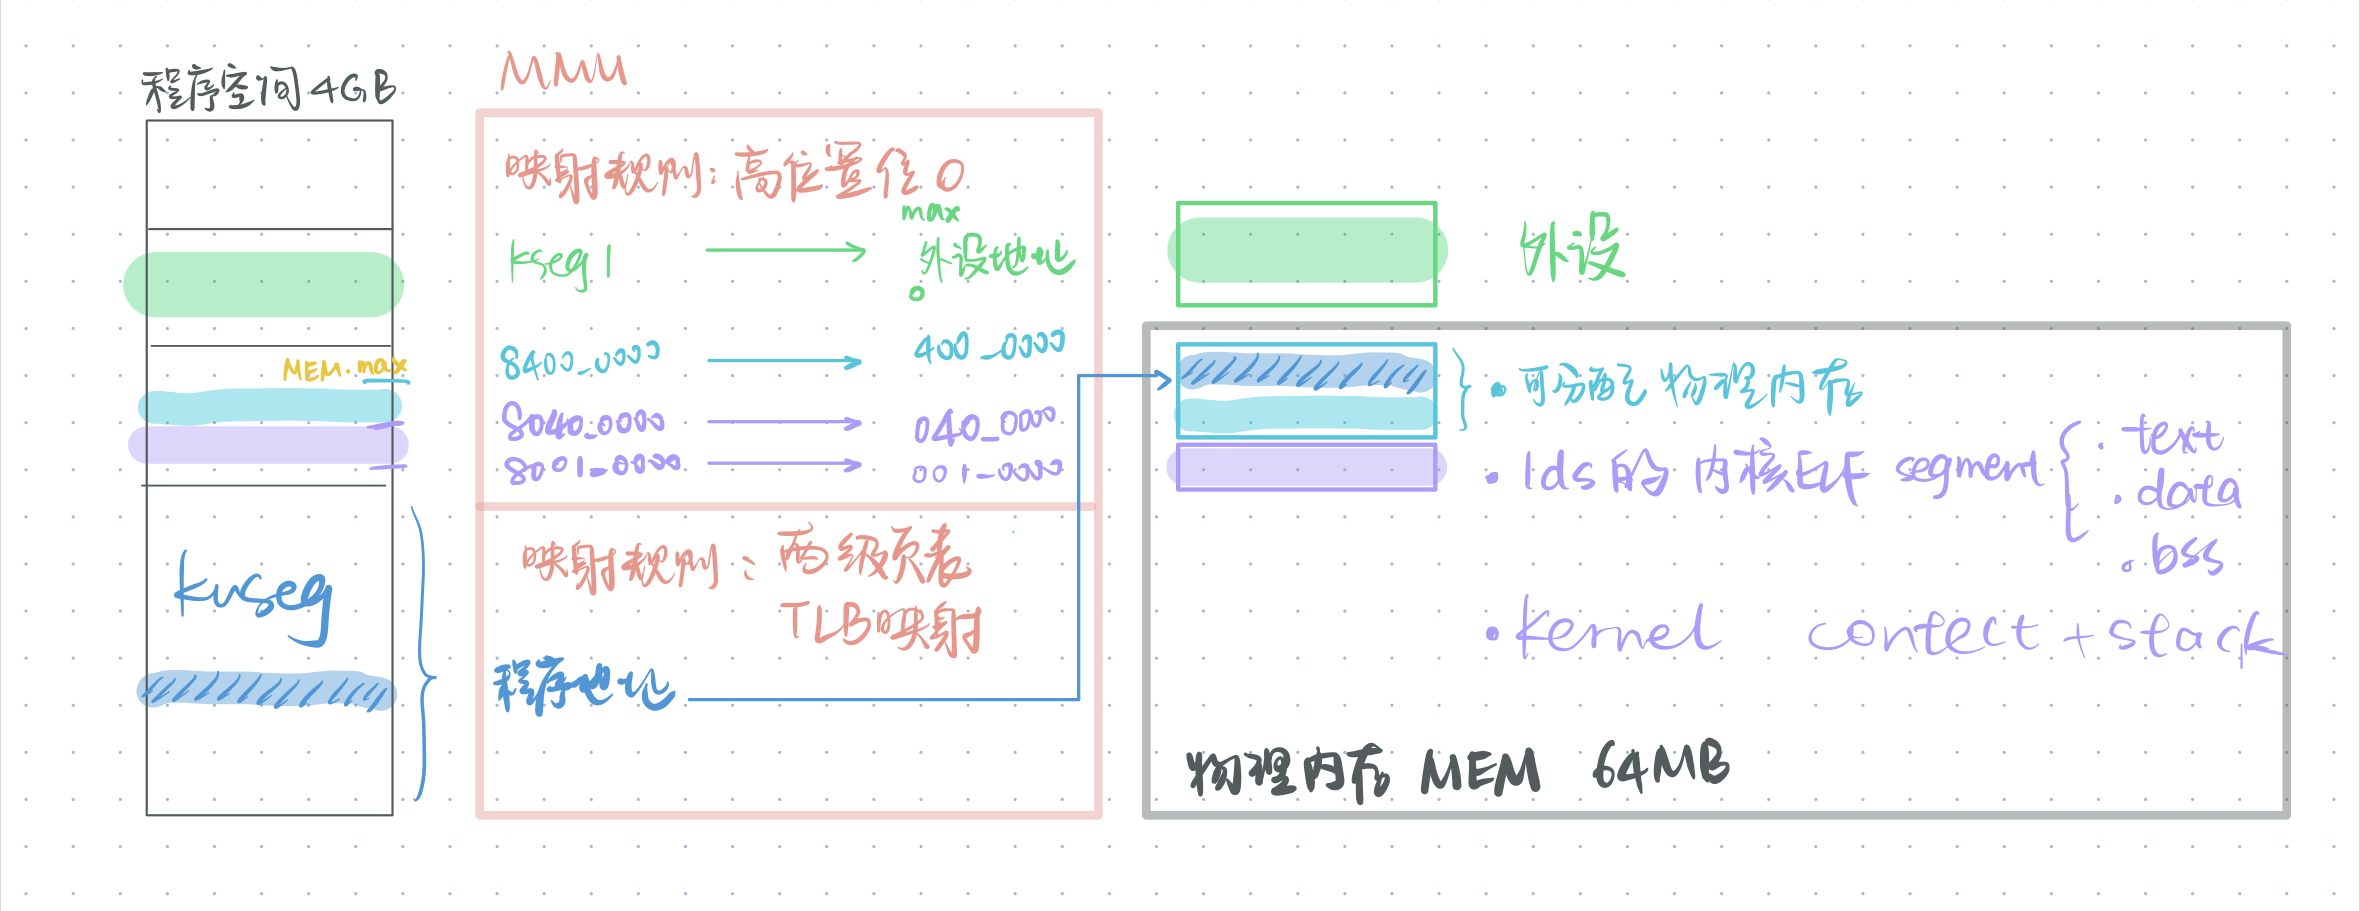 程序空间 4GB
MEM.max
kuseg
MMU
映射规则：高位置位 0
kseg1
max
外设地址
0
8400_0000
400_0000
8040_0000
040_0000
8001_0000
001_0000
映射规则：两级页表
TLB映射
程序地址
外设
· 可分配 物理内存
· lds 的 内核ELF segment
· text
· data
· bss
· kernel contect + stack
物理内存 MEM 64MB